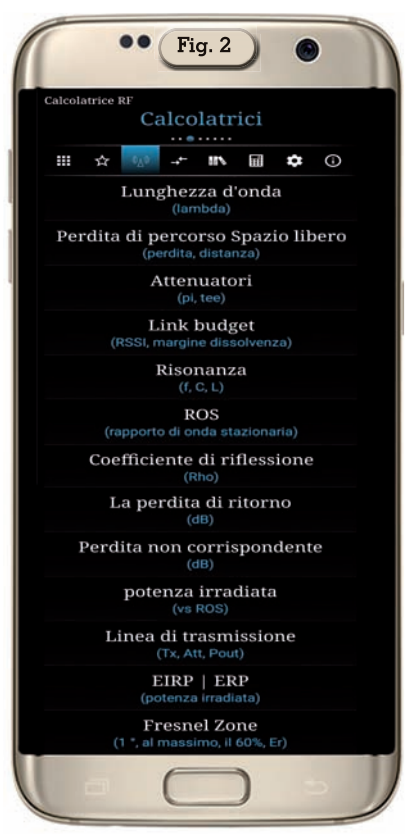 Fig. 2
Calcolatrice RF
Calcolatrici
Lunghezza d'onda
(lambda)
Perdita di percorso Spazio libero
(perdita, distanza)
Attenuatori
(pi, tee)
Link budget
(RSSI, margine dissolvenza)
Risonanza
(f, C, L)
ROS
(rapporto di onda stazionaria)
Coefficiente di riflessione
(Rho)
La perdita di ritorno
(dB)
Perdita non corrispondente
(dB)
potenza irradiata
(vs ROS)
Linea di trasmissione
(Tx, Att, Pout)
EIRP | ERP
(potenza irradiata)
Fresnel Zone
(1 °, al massimo, il 60%, Er)